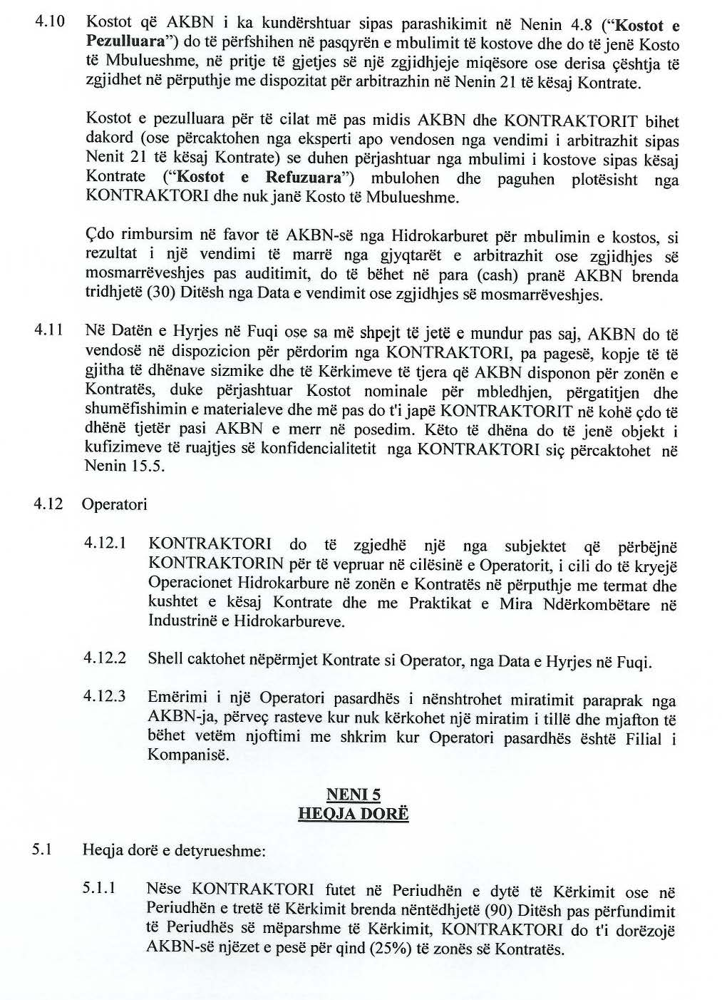 4.10 Kostot që AKBN i ka kundërshtuar sipas parashikimit në Nenin 4.8 (“Kostot e
Pezulluara”) do të përfshihen në pasqyrën e mbulimit të kostove dhe do të jenë Kosto
të Mbulueshme, në pritje të gjetjes së një zgjidhjeje miqësore ose derisa çështja të
zgjidhet në përputhje me dispozitat për arbitrazhin në Nenin 21 të kësaj Kontrate.
Kostot e pezulluara për të cilat më pas midis AKBN dhe KONTRAKTORIT bihet
dakord (ose përcaktohen nga eksperti apo vendosen nga vendimi i arbitrazhit sipas
Nenit 21 të kësaj Kontrate) se duhen përjashtuar nga mbulimi i kostove sipas kësaj
Kontrate (“Kostot e Refuzuara”) mbulohen dhe paguhen plotësisht nga
KONTRAKTORI dhe nuk janë Kosto të Mbulueshme.
Çdo rimbursim në favor të AKBN-së nga Hidrokarburet për mbulimin e kostos, si
rezultat i një vendimi të marrë nga gjyqtarët e arbitrazhit ose zgjidhjes së
mosmarrëveshjes pas auditimit, do të bëhet në para (cash) pranë AKBN brenda
tridhjetë (30) Ditësh nga Data e vendimit ose zgjidhjes së mosmarrëveshjes.
4.11 Në Datën e Hyrjes në Fuqi ose sa më shpejt të jetë e mundur pas saj, AKBN do të
vendosë në dispozicion për përdorim nga KONTRAKTORI, pa pagesë, kopje të të
gjitha të dhënave sizmike dhe të Kërkimeve të tjera që AKBN disponon për zonën e
Kontratës, duke përjashtuar Kostot nominale për mbledhjen, përgatitjen dhe
shumëfishimin e materialeve dhe më pas do t'i japë KONTRAKTORIT në kohë çdo të
dhënë tjetër pasi AKBN e merr në posedim. Këto të dhëna do të jenë objekt i
kufizimeve të ruajtjes së konfidencialitetit nga KONTRAKTORI siç përcaktohet në
Nenin 15.5.
4.12 Operatori
4.12.1 KONTRAKTORI do të zgjedhë një nga subjektet që përbëjnë
KONTRAKTORIN për të vepruar në cilësinë e Operatorit, i cili do të kryejë
Operacionet Hidrokarbure në zonën e Kontratës në përputhje me termat dhe
kushtet e kësaj Kontrate dhe me Praktikat e Mira Ndërkombëtare në
Industrinë e Hidrokarbureve.
4.12.2 Shell caktohet nëpërmjet Kontrate si Operator, nga Data e Hyrjes në Fuqi.
4.12.3 Emërimi i një Operatori pasardhës i nënshtrohet miratimit paraprak nga
AKBN-ja, përveç rasteve kur nuk kërkohet një miratim i tillë dhe mjafton të
bëhet vetëm njoftimi me shkrim kur Operatori pasardhës është Filial i
Kompanisë.
NENI 5
HEQJA DORË
5.1 Heqja dorë e detyrueshme:
5.1.1 Nëse KONTRAKTORI futet në Periudhën e dytë të Kërkimit ose në
Periudhën e tretë të Kërkimit brenda nëntëdhjetë (90) Ditësh pas përfundimit
të Periudhës së mëparshme të Kërkimit, KONTRAKTORI do t'i dorëzojë
AKBN-së njëzet e pesë për qind (25%) të zonës së Kontratës.